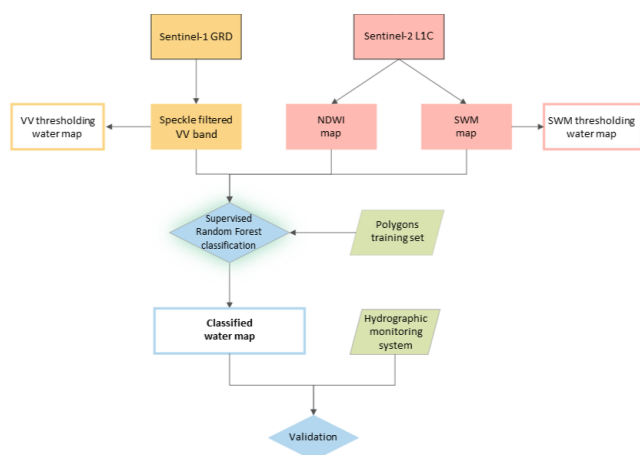 Sentinel-1 GRD
Sentinel-2 L1C
VV thresholding
water map
Speckle filtered
VV band
NDWI
map
SWM
map
SWM thresholding
water map
Supervised
Random Forest
classification
Polygons
training set
Classified
water map
Hydrographic
monitoring
system
Validation